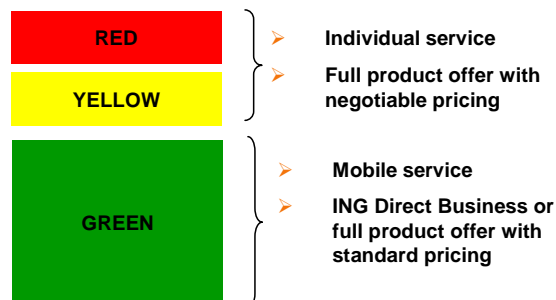 RED
Individual service
Full product offer with
negotiable pricing
YELLOW
Mobile service
ING Direct Business or
full product offer with
standard pricing
GREEN